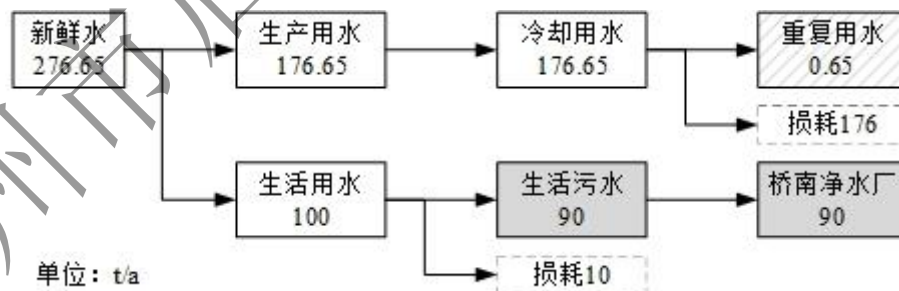 新鲜水
276.65
生产用水
176.65
冷却用水
176.65
重复用水
0.65
损耗176
生活用水
100
生活污水
90
桥南净水厂
90
损耗10
单位：t/a